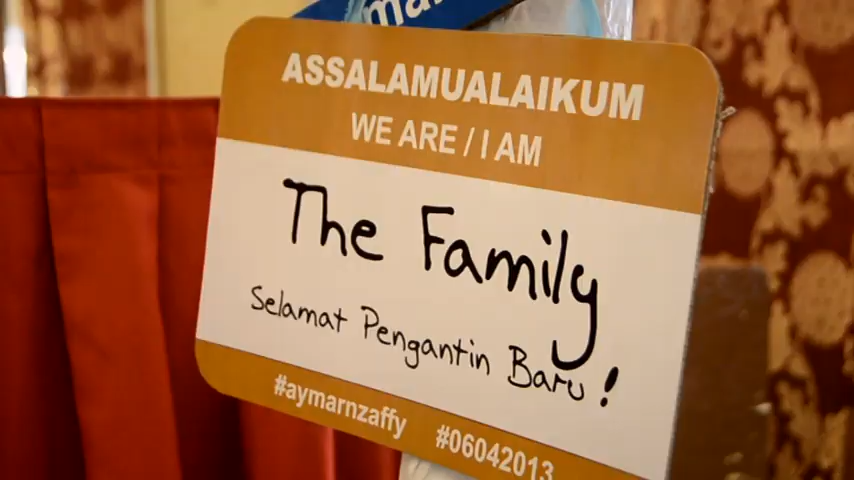 ASSALAMUALAIKUM
WE ARE / I AM
The Family
Selamat Pengantin Baru!
#aymarnzaffy #06042013